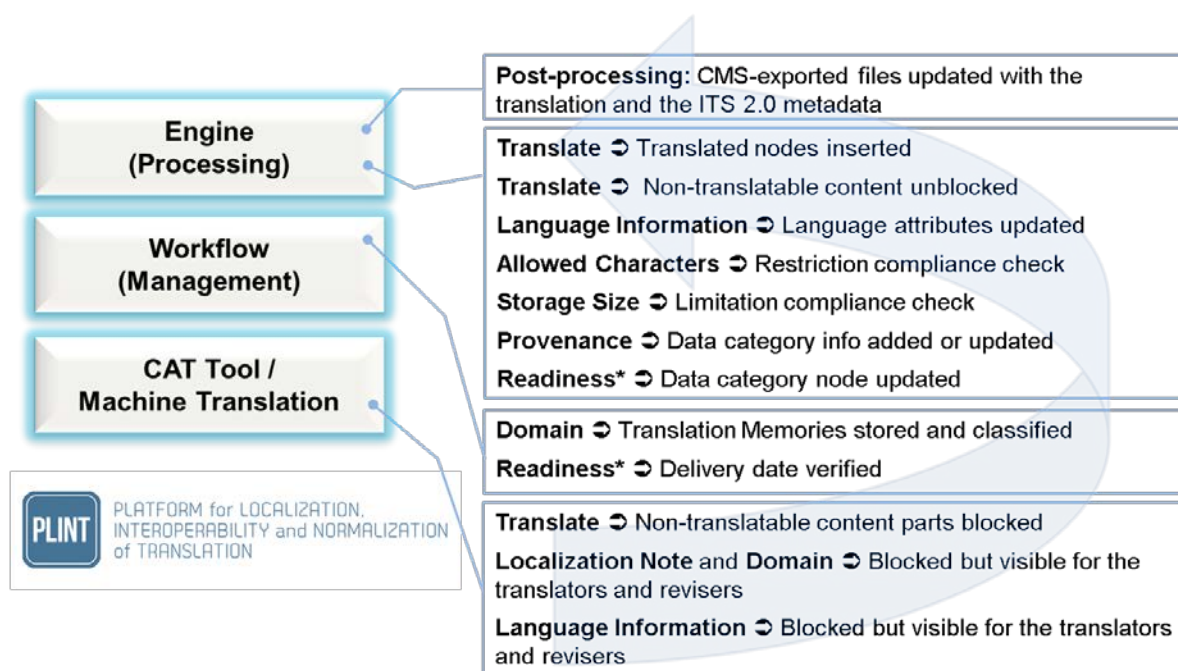 Engine
(Processing)
Workflow
(Management)
CAT Tool /
Machine Translation
PLINT
PLATFORM for LOCALIZATION,
INTEROPERABILITY and NORMALIZATION
of TRANSLATION
Post-processing: CMS-exported files updated with the
translation and the ITS 2.0 metadata
Translate ➲ Translated nodes inserted
Translate ➲ Non-translatable content unblocked
Language Information ➲ Language attributes updated
Allowed Characters ➲ Restriction compliance check
Storage Size ➲ Limitation compliance check
Provenance ➲ Data category info added or updated
Readiness* ➲ Data category node updated
Domain ➲ Translation Memories stored and classified
Readiness* ➲ Delivery date verified
Translate ➲ Non-translatable content parts blocked
Localization Note and Domain ➲ Blocked but visible for the
translators and revisers
Language Information ➲ Blocked but visible for the translators
and revisers